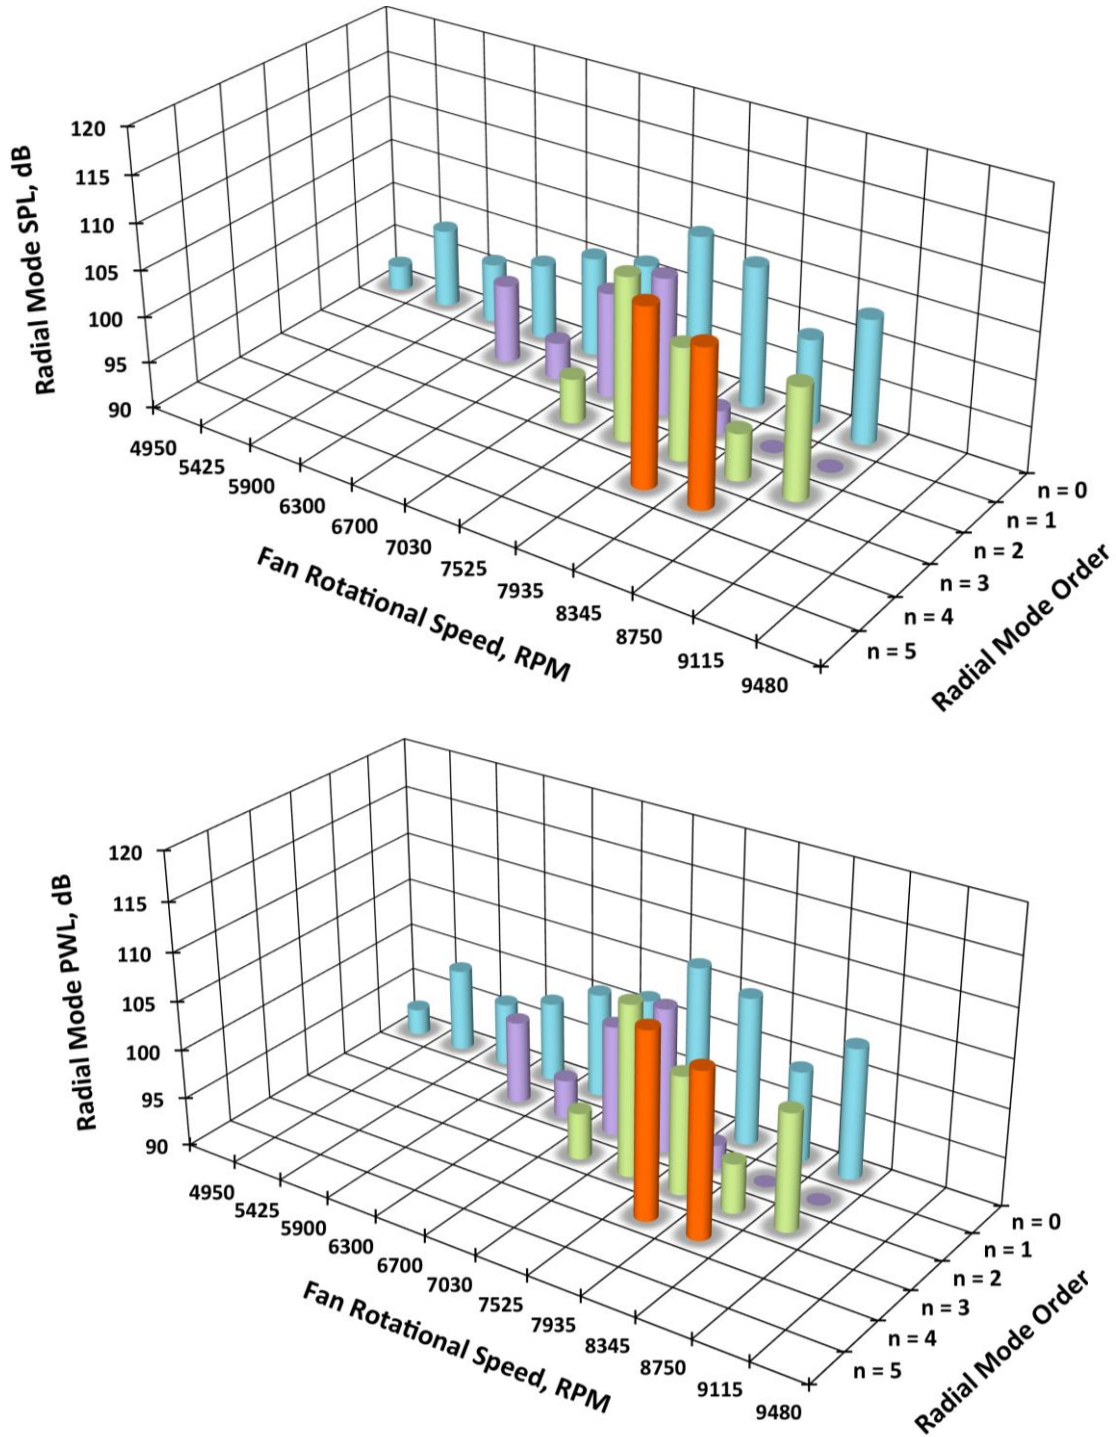 120
115
110
105
100
95
90
Radial Mode SPL, dB
4950
5425
5900
6300
6700
7030
7525
7935
8345
8750
9115
9480
Fan Rotational Speed, RPM
n = 0
n = 1
n = 2
n = 3
n = 4
n = 5
Radial Mode Order
120
115
110
105
100
95
90
Radial Mode PWL, dB
4950
5425
5900
6300
6700
7030
7525
7935
8345
8750
9115
9480
Fan Rotational Speed, RPM
n = 0
n = 1
n = 2
n = 3
n = 4
n = 5
Radial Mode Order